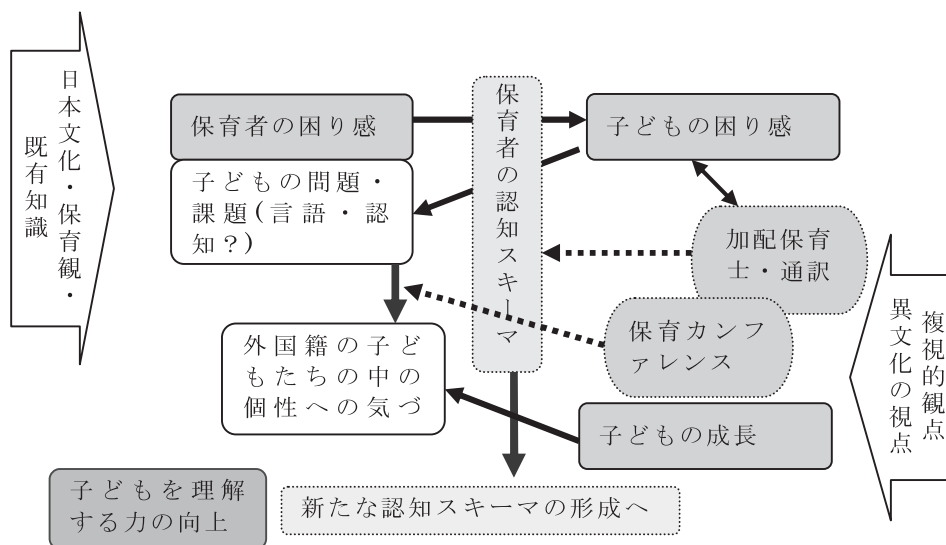 日本文化・保育観・
既有知識
保育者の困り感
子どもの問題・
課題(言語・認
知?)
外国籍の子ど
もたちの中の
個性への気づ
保育者の認知スキーマ
子どもの困り感
加配保育
士・通訳
保育カンフ
ァレンス
子どもの成長
複視的観点
異文化の視点
子どもを理解
する力の向上
新たな認知スキーマの形成へ